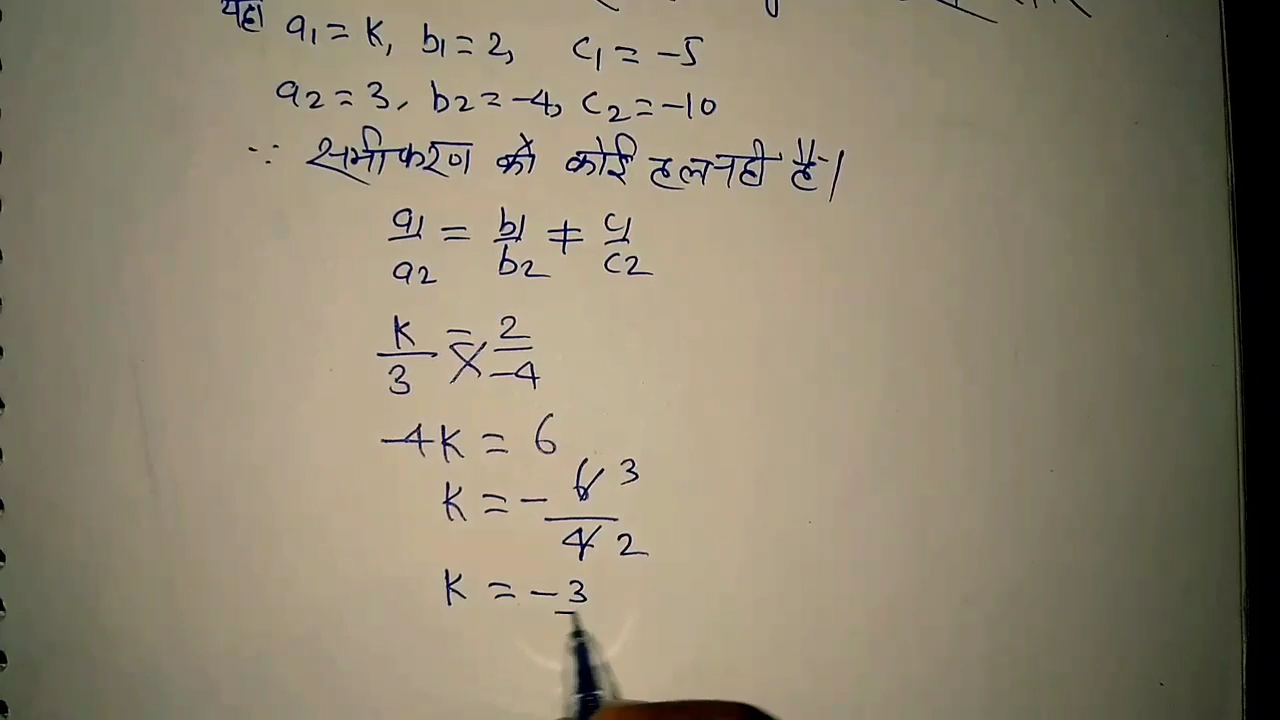 यहां a1 = K, b1 = 2, c1 = -5
a2 = 3, b2 = -4, c2 = -10
∵ समीकरण को कोई हल नहीं है।
a1/a2 = b1/b2 ≠ c1/c2
K/3 = 2/-4
-4K = 6
K = - 6 3 / 4 2
K = -3